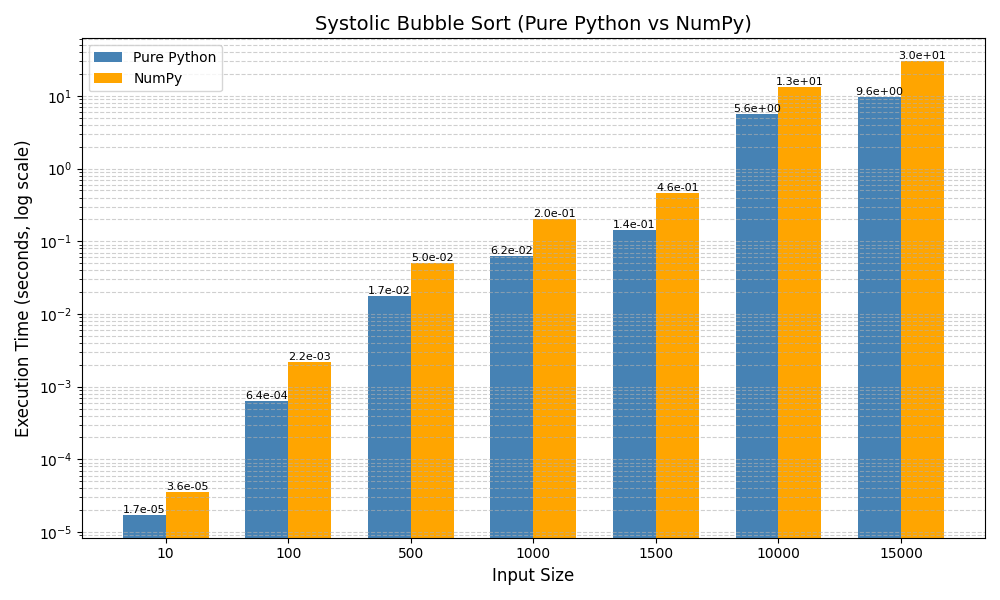 Systolic Bubble Sort (Pure Python vs NumPy)
Pure Python
NumPy
Execution Time (seconds, log scale)
10¹
10⁰
10⁻¹
10⁻²
10⁻³
10⁻⁴
10⁻⁵
1.7e-05
3.6e-05
6.4e-04
2.2e-03
1.7e-02
5.0e-02
6.2e-02
2.0e-01
1.4e-01
4.6e-01
5.6e+00
1.3e+01
9.6e+00
3.0e+01
10 100 500 1000 1500 10000 15000
Input Size